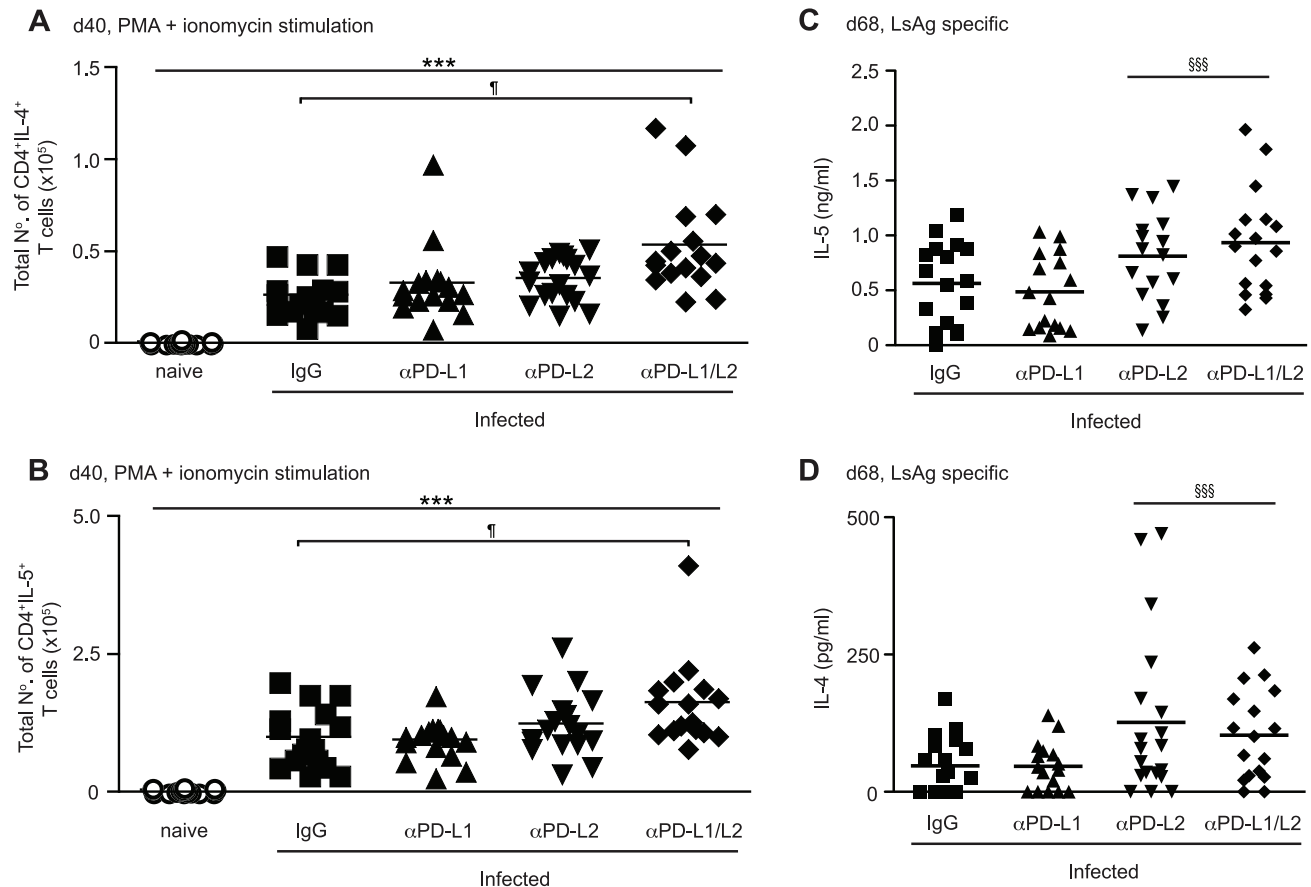 A d40, PMA + ionomycin stimulation
Total Nº. of CD4⁺IL-4⁺
T cells (x10⁵)
1.5
1.0
0.5
0
***
¶
naive IgG αPD-L1 αPD-L2 αPD-L1/L2
Infected
B d40, PMA + ionomycin stimulation
Total Nº. of CD4⁺IL-5⁺
T cells (x10⁵)
5.0
2.5
0
***
¶
naive IgG αPD-L1 αPD-L2 αPD-L1/L2
Infected
C d68, LsAg specific
IL-5 (ng/ml)
2.5
2.0
1.5
1.0
0.5
0
§§§
IgG αPD-L1 αPD-L2 αPD-L1/L2
Infected
D d68, LsAg specific
IL-4 (pg/ml)
500
250
0
§§§
IgG αPD-L1 αPD-L2 αPD-L1/L2
Infected